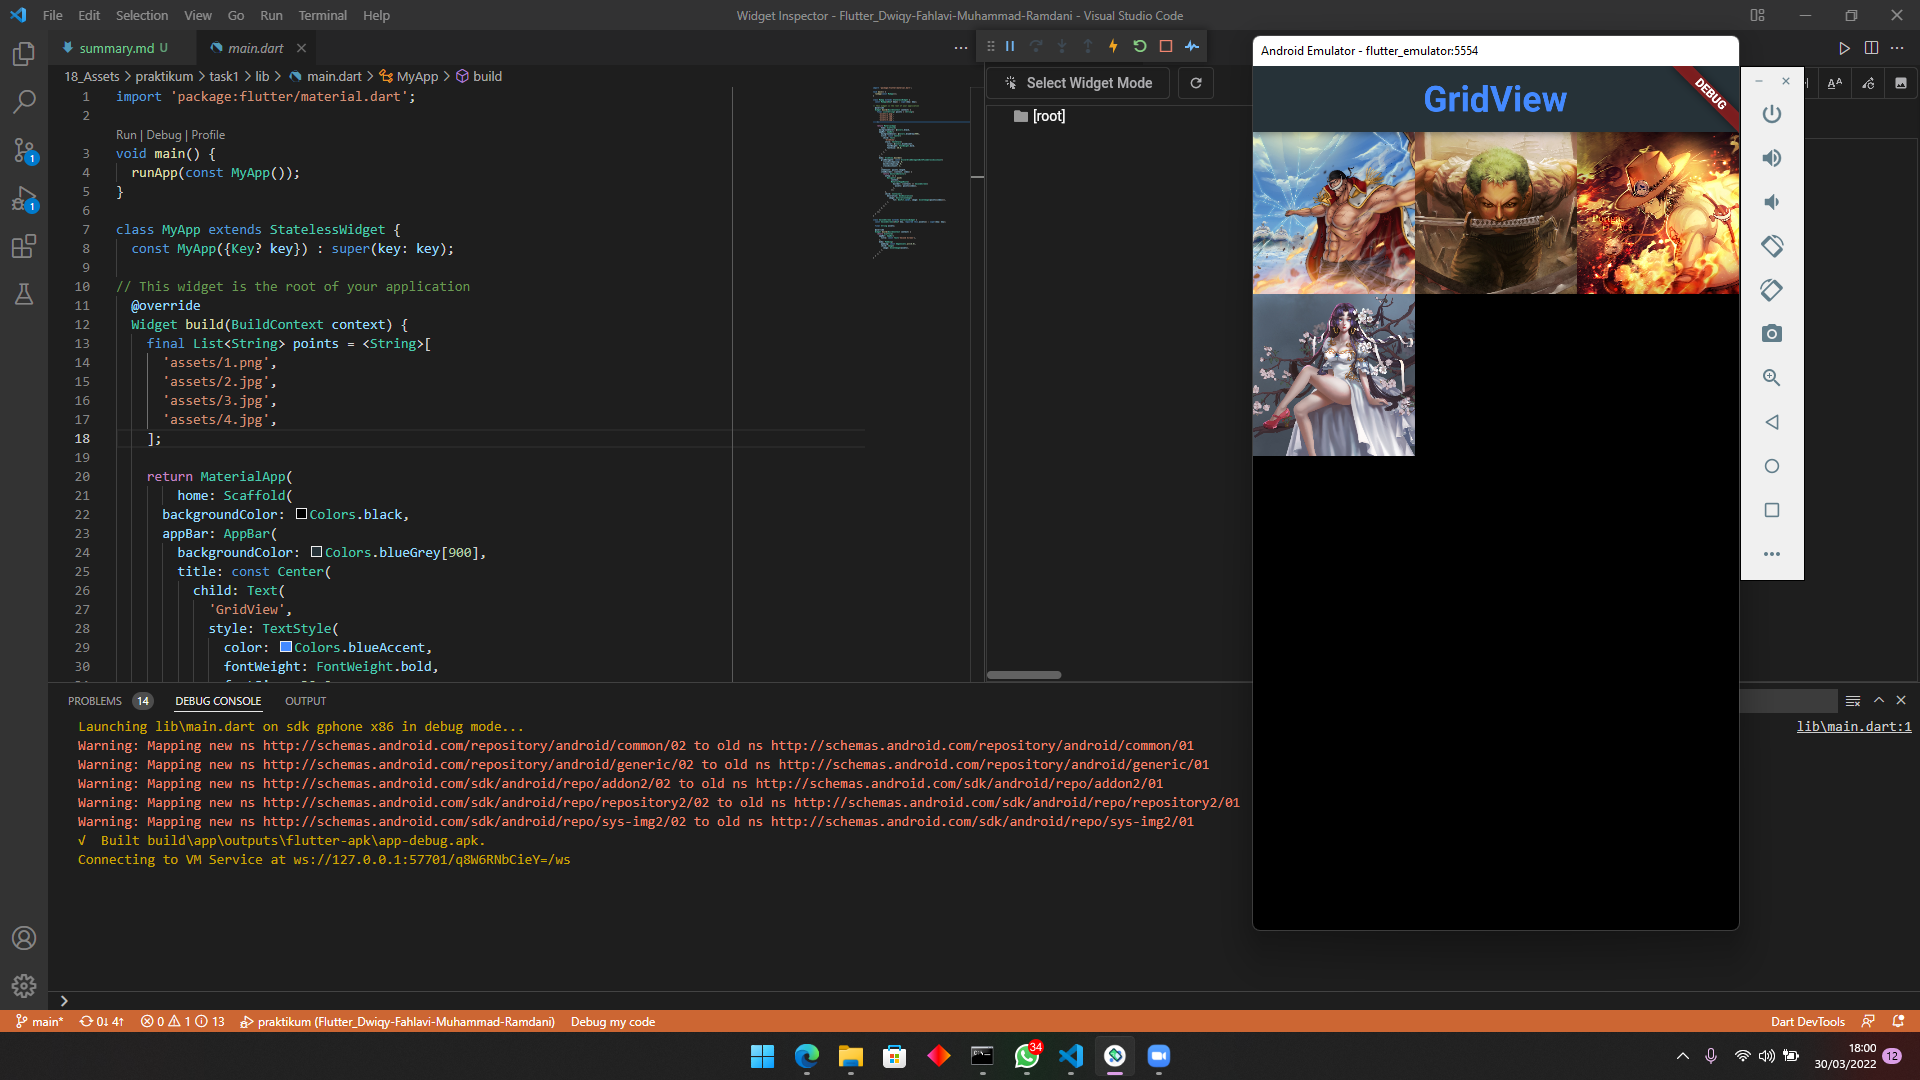 File Edit Selection View Go Run Terminal Help
Widget Inspector - Flutter_Dwiqy-Fahlavi-Muhammad-Ramdani - Visual Studio Code
summary.md U
main.dart
18_Assets > praktikum > task1 > lib > main.dart > MyApp > build
1 import 'package:flutter/material.dart';
2
Run | Debug | Profile
3 void main() {
4 runApp(const MyApp());
5 }
6
7 class MyApp extends StatelessWidget {
8 const MyApp({Key? key}) : super(key: key);
9
10 // This widget is the root of your application
11 @override
12 Widget build(BuildContext context) {
13 final List<String> points = <String>[
14 'assets/1.png',
15 'assets/2.jpg',
16 'assets/3.jpg',
17 'assets/4.jpg',
18 ];
19
20 return MaterialApp(
21 home: Scaffold(
22 backgroundColor: Colors.black,
23 appBar: AppBar(
24 backgroundColor: Colors.blueGrey[900],
25 title: const Center(
26 child: Text(
27 'GridView',
28 style: TextStyle(
29 color: Colors.blueAccent,
30 fontWeight: FontWeight.bold,
Select Widget Mode
[root]
Android Emulator - flutter_emulator:5554
GridView
DEBUG
PROBLEMS 14 DEBUG CONSOLE OUTPUT
Launching lib\main.dart on sdk gphone x86 in debug mode...
lib\main.dart:1
Warning: Mapping new ns http://schemas.android.com/repository/android/common/02 to old ns http://schemas.android.com/repository/android/common/01
Warning: Mapping new ns http://schemas.android.com/repository/android/generic/02 to old ns http://schemas.android.com/repository/android/generic/01
Warning: Mapping new ns http://schemas.android.com/sdk/android/repo/addon2/02 to old ns http://schemas.android.com/sdk/android/repo/addon2/01
Warning: Mapping new ns http://schemas.android.com/sdk/android/repo/repository2/02 to old ns http://schemas.android.com/sdk/android/repo/repository2/01
Warning: Mapping new ns http://schemas.android.com/sdk/android/repo/sys-img2/02 to old ns http://schemas.android.com/sdk/android/repo/sys-img2/01
√ Built build\app\outputs\flutter-apk\app-debug.apk.
Connecting to VM Service at ws://127.0.0.1:57701/q8W6RNbCieY=/ws
main* 0↓ 4↑ 0 1 13 praktikum (Flutter_Dwiqy-Fahlavi-Muhammad-Ramdani) Debug my code
Dart DevTools
34
18:00
30/03/2022
12